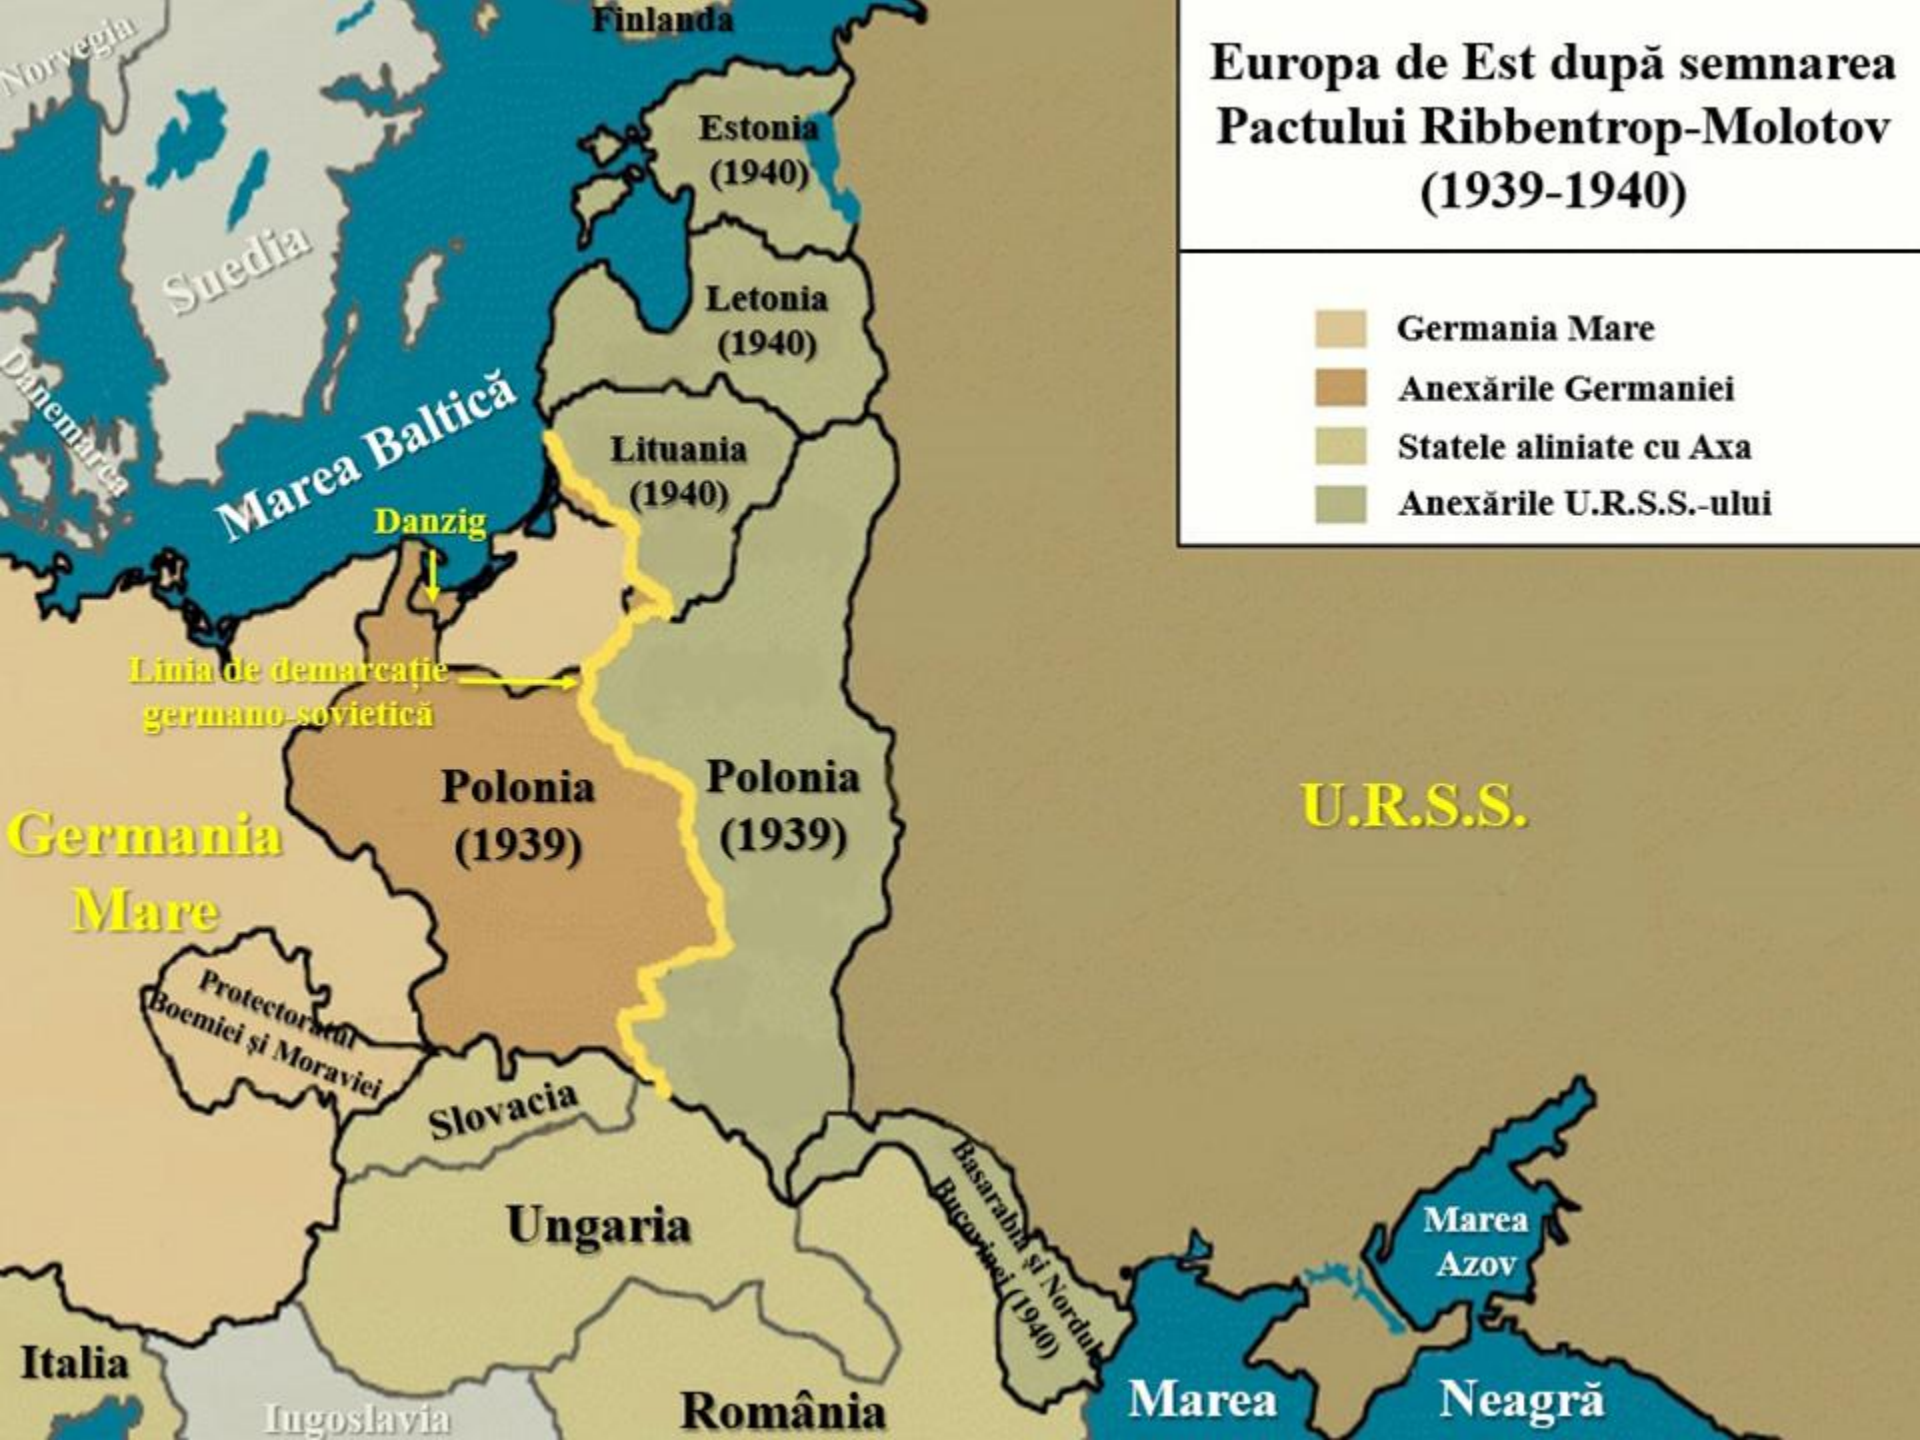 Europa de Est după semnarea
Pactului Ribbentrop-Molotov
(1939-1940)
Germania Mare
Anexările Germaniei
Statele aliniate cu Axa
Anexările U.R.S.S.-ului
Norvegia
Finlanda
Estonia
(1940)
Suedia
Letonia
(1940)
Danemarca
Marea Baltică
Lituania
(1940)
Danzig
Linia de demarcație
germano-sovietică
Polonia
(1939)
Polonia
(1939)
U.R.S.S.
Germania
Mare
Protectoratul
Boemiei și Moraviei
Slovacia
Basarabia și Nordul
Bucovinei (1940)
Ungaria
Marea
Azov
Italia
Iugoslavia
România
Marea Neagră